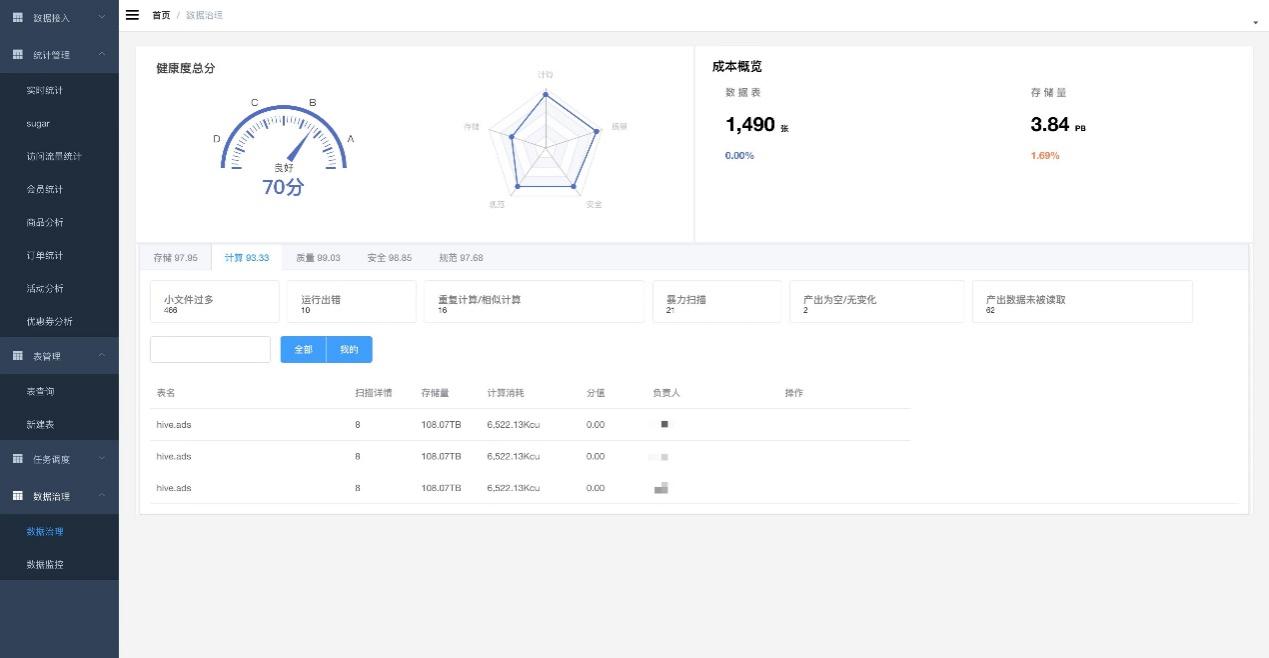 数据接入
统计管理
实时统计
sugar
访问流量统计
会员统计
商品分析
订单统计
活动分析
优惠券分析
表管理
表查询
新建表
任务调度
数据治理
数据治理
数据监控
首页 / 数据治理
健康度总分
D
C
B
A
良好
70分
计算
质量
安全
规范
存储
成本概览
数据表
1,490 张
0.00%
存储量
3.84 PB
1.69%
存储 97.95 计算 93.33 质量 99.03 安全 98.85 规范 97.68
小文件过多
466
运行出错
10
重复计算/相似计算
16
暴力扫描
21
产出为空/无变化
2
产出数据未被读取
62
全部 我的
表名 扫描详情 存储量 计算消耗 分值 负责人 操作
hive.ads 8 108.07TB 6,522.13Kcu 0.00
hive.ads 8 108.07TB 6,522.13Kcu 0.00
hive.ads 8 108.07TB 6,522.13Kcu 0.00